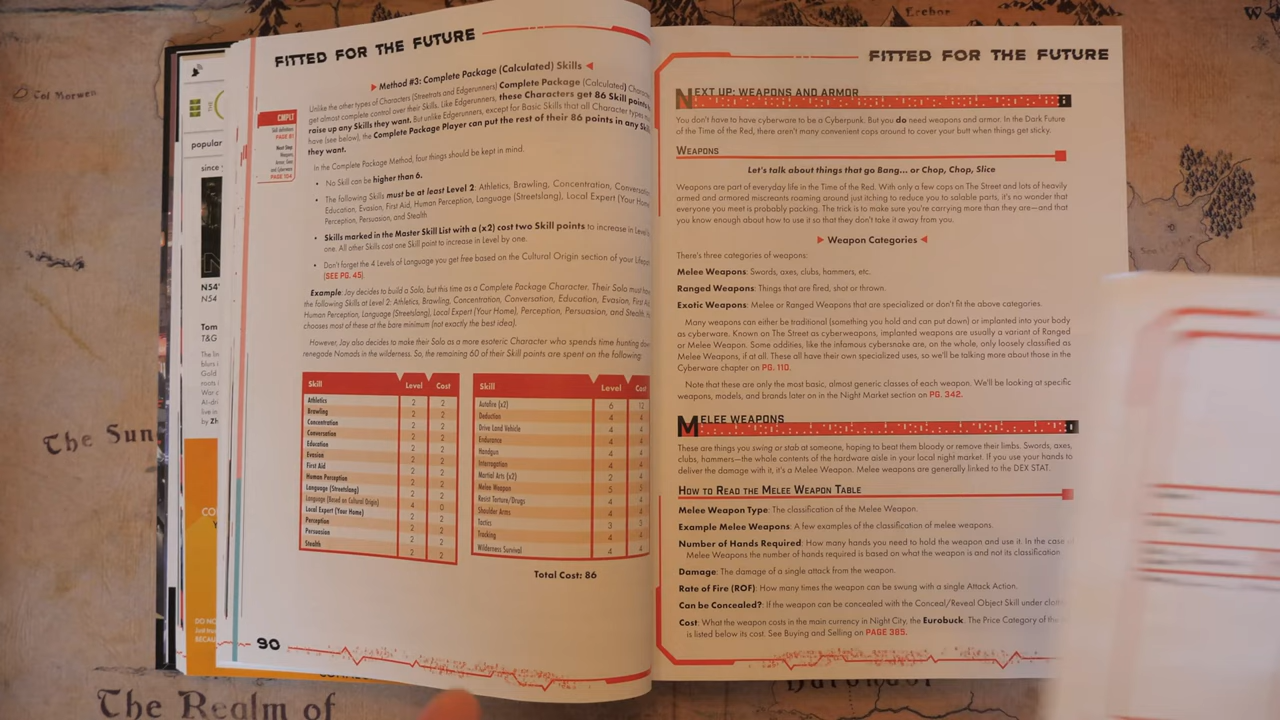 Col Morwen
Erebor
The Sun
The Realm of
popular
since
N54
Tom
T&G
FITTED FOR THE FUTURE
CMPLT
PAGE 81
Next Stop
PAGE 104
▶ Method #3: Complete Package (Calculated) Skills ◀
Unlike the other types of Characters (Streetrats and Edgerunners) Complete Package (Calculated)
get almost complete control over their Skills. Like Edgerunners, these Characters get 86 Skill points
raise up any Skills they want. But unlike Edgerunners, except for Basic Skills that all Character types
have (see below), the Complete Package Player can put the rest of their 86 points in any
they want.
In the Complete Package Method, four things should be kept in mind.
• No Skill can be higher than 6.
• The following Skills must be at least Level 2: Athletics, Brawling, Concentration,
Education, Evasion, First Aid, Human Perception, Language (Streetslang), Local Expert (Your
Perception, Persuasion, and Stealth
• Skills marked in the Master Skill List with a (x2) cost two Skill points to increase in
one. All other Skills cost one Skill point to increase in Level by one.
• Don't forget the 4 Levels of Language you get free based on the Cultural Origin section of your
(SEE PG. 45).
Example: Jay decides to build a Solo, but this time as a Complete Package Character. Their Solo must
the following Skills at Level 2: Athletics, Brawling, Concentration, Conversation, Education, Evasion, First
Human Perception, Language (Streetslang), Local Expert (Your Home), Perception, Persuasion, and Stealth.
chooses most of these at the bare minimum (not exactly the best idea).
However, Jay also decides to make their Solo as a more esoteric Character who spends time hunting
renegade Nomads in the wilderness. So, the remaining 60 of their Skill points are spent on the following:
Skill Level Cost
Athletics 2 2
Brawling 2 2
Concentration 2 2
Conversation 2 2
Education 2 2
Evasion 2 2
First Aid 2 2
Human Perception 2 2
Language (Streetslang) 2 2
Language (Based on Cultural Origin) 4 0
Local Expert (Your Home) 2 2
Perception 2 2
Persuasion 2 2
Stealth 2 2
Skill Level Cost
Autofire (x2) 6 12
Deduction 4 4
Drive Land Vehicle 4 4
Endurance 4 4
Handgun 4 4
Interrogation 4 4
Martial Arts (x2) 2 4
Melee Weapon 5 5
Resist Torture/Drugs 4 4
Shoulder Arms 4 4
Tactics 3 3
Tracking 4 4
Wilderness Survival 4 4
Total Cost: 86
90
FITTED FOR THE FUTURE
NEXT UP: WEAPONS AND ARMOR
You don't have to have cyberware to be a Cyberpunk. But you do need weapons and armor. In the Dark Future
of the Time of the Red, there aren't many convenient cops around to cover your butt when things get sticky.
WEAPONS
Let's talk about things that go Bang... or Chop, Chop, Slice
Weapons are part of everyday life in the Time of the Red. With only a few cops on The Street and lots of heavily
armed and armored miscreants roaming around just itching to reduce you to salable parts, it's no wonder that
everyone you meet is probably packing. The trick is to make sure you're carrying more than they are—and that
you know enough about how to use it so that they don't take it away from you.
▶ Weapon Categories ◀
There's three categories of weapons:
Melee Weapons: Swords, axes, clubs, hammers, etc.
Ranged Weapons: Things that are fired, shot or thrown.
Exotic Weapons: Melee or Ranged Weapons that are specialized or don't fit the above categories.
Many weapons can either be traditional (something you hold and can put down) or implanted into your body
as cyberware. Known on The Street as cyberweapons, implanted weapons are usually a variant of Ranged
or Melee Weapon. Some oddities, like the infamous cybersnake are, on the whole, only loosely classified as
Melee Weapons, if at all. These all have their own specialized uses, so we'll be talking more about those in the
Cyberware chapter on PG. 110.
Note that these are only the most basic, almost generic classes of each weapon. We'll be looking at specific
weapons, models, and brands later on in the Night Market section on PG. 342.
MELEE WEAPONS
These are things you swing or stab at someone, hoping to beat them bloody or remove their limbs. Swords, axes,
clubs, hammers—the whole contents of the hardware aisle in your local night market. If you use your hands to
deliver the damage with it, it's a Melee Weapon. Melee weapons are generally linked to the DEX STAT.
HOW TO READ THE MELEE WEAPON TABLE
Melee Weapon Type: The classification of the Melee Weapon.
Example Melee Weapons: A few examples of the classification of melee weapons.
Number of Hands Required: How many hands you need to hold the weapon and use it. In the case
Melee Weapons the number of hands required is based on what the weapon is and not its classification
Damage: The damage of a single attack from the weapon.
Rate of Fire (ROF): How many times the weapon can be swung with a single Attack Action.
Can be Concealed?: If the weapon can be concealed with the Conceal/Reveal Object Skill under
Cost: What the weapon costs in the main currency in Night City, the Eurobuck. The Price Category of
is listed below its cost. See Buying and Selling on PAGE 385.